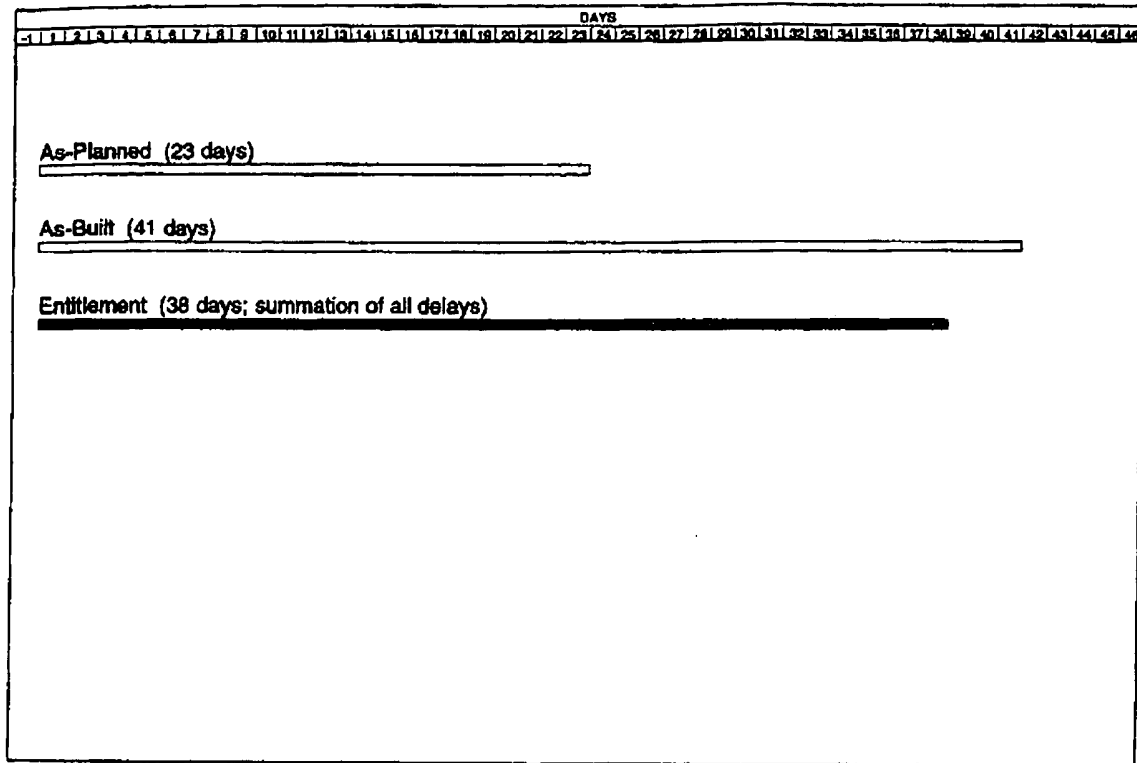 DAYS
-1 1 2 3 4 5 6 7 8 9 10 11 12 13 14 15 16 17 18 19 20 21 22 23 24 25 26 27 28 29 30 31 32 33 34 35 36 37 38 39 40 41 42 43 44 45 46
As-Planned (23 days)
As-Built (41 days)
Entitlement (38 days; summation of all delays)